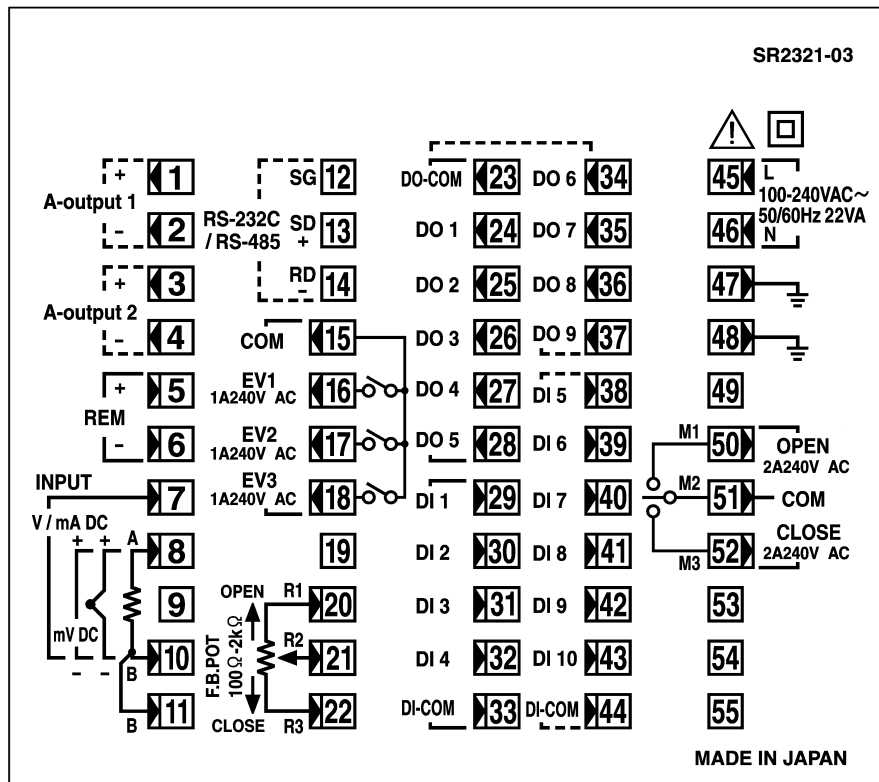 SR2321-03
A-output 1
+ 1
- 2
A-output 2
+ 3
- 4
REM
+ 5
- 6
INPUT
7
V / mA DC
+ + A 8
9
mV DC
- - B 10
B 11
RS-232C
/ RS-485
SG 12
SD + 13
RD - 14
COM 15
EV1
1A240V AC
16
EV2
1A240V AC
17
EV3
1A240V AC
18
19
F.B.POT
100Ω-2kΩ
OPEN
CLOSE
R1 20
R2 21
R3 22
DO-COM 23
DO 1 24
DO 2 25
DO 3 26
DO 4 27
DO 5 28
DI 1 29
DI 2 30
DI 3 31
DI 4 32
DI-COM 33
DO 6 34
DO 7 35
DO 8 36
DO 9 37
DI 5 38
DI 6 39
DI 7 40
DI 8 41
DI 9 42
DI 10 43
DI-COM 44
!
45 L
100-240VAC~
50/60Hz 22VA
46 N
47
48
49
M1 50 OPEN
2A240V AC
M2 51 COM
M3 52 CLOSE
2A240V AC
53
54
55
MADE IN JAPAN